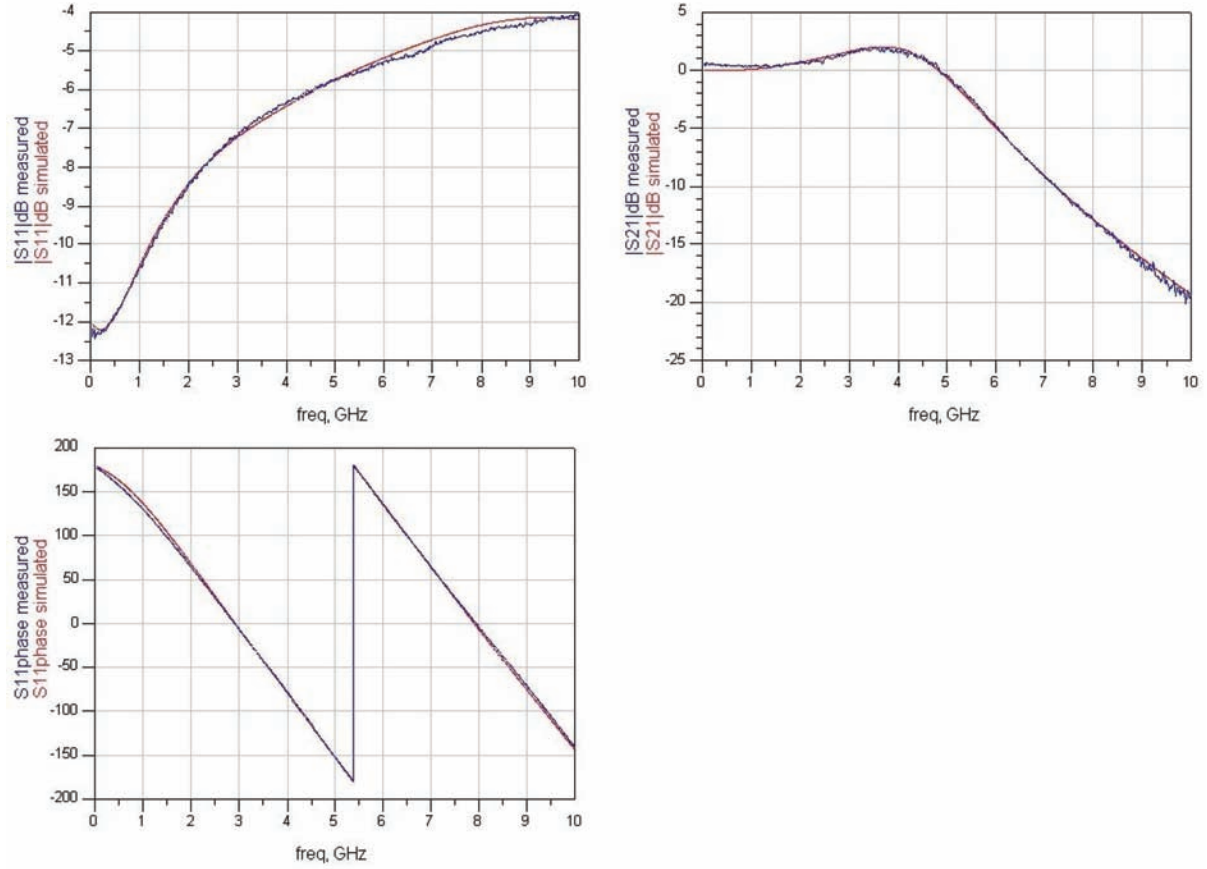 |S11|dB measured
|S11|dB simulated
-4
-5
-6
-7
-8
-9
-10
-11
-12
-13
0 1 2 3 4 5 6 7 8 9 10
freq, GHz
|S21|dB measured
|S21|dB simulated
5
0
-5
-10
-15
-20
-25
0 1 2 3 4 5 6 7 8 9 10
freq, GHz
S11phase measured
S11phase simulated
200
150
100
50
0
-50
-100
-150
-200
0 1 2 3 4 5 6 7 8 9 10
freq, GHz